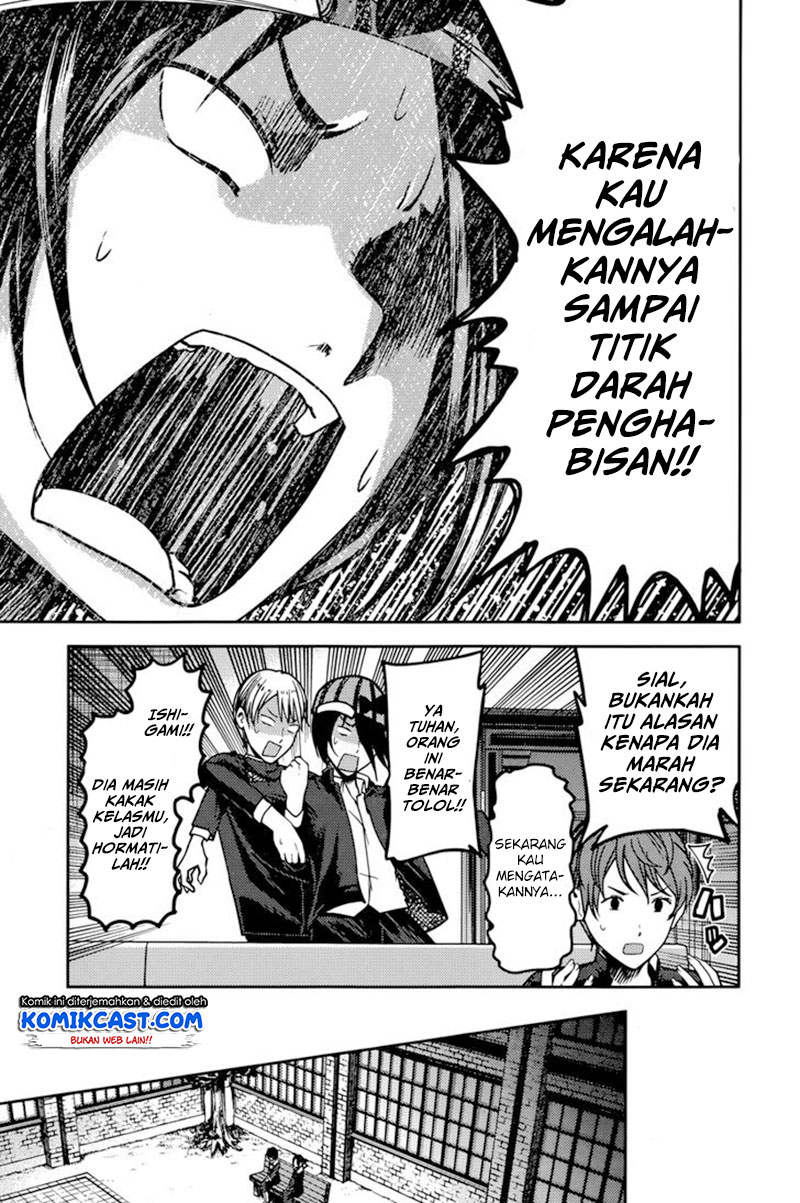 KARENA
KAU
MENGALAH-
KANNYA
SAMPAI
TITIK
DARAH
PENGHA-
BISAN!!
SIAL,
BUKANKAH
ITU ALASAN
KENAPA DIA
MARAH
SEKARANG?
SEKARANG
KAU
MENGATA-
KANNYA...
YA
TUHAN,
ORANG
INI
BENAR-
BENAR
TOLOL!!
ISHI-
GAMI!!
DIA MASIH
KAKAK
KELASMU,
JADI
HORMATI-
LAH!!
Komik ini diterjemahkan & diedit oleh
KOMIKCAST.COM
BUKAN WEB LAIN!!